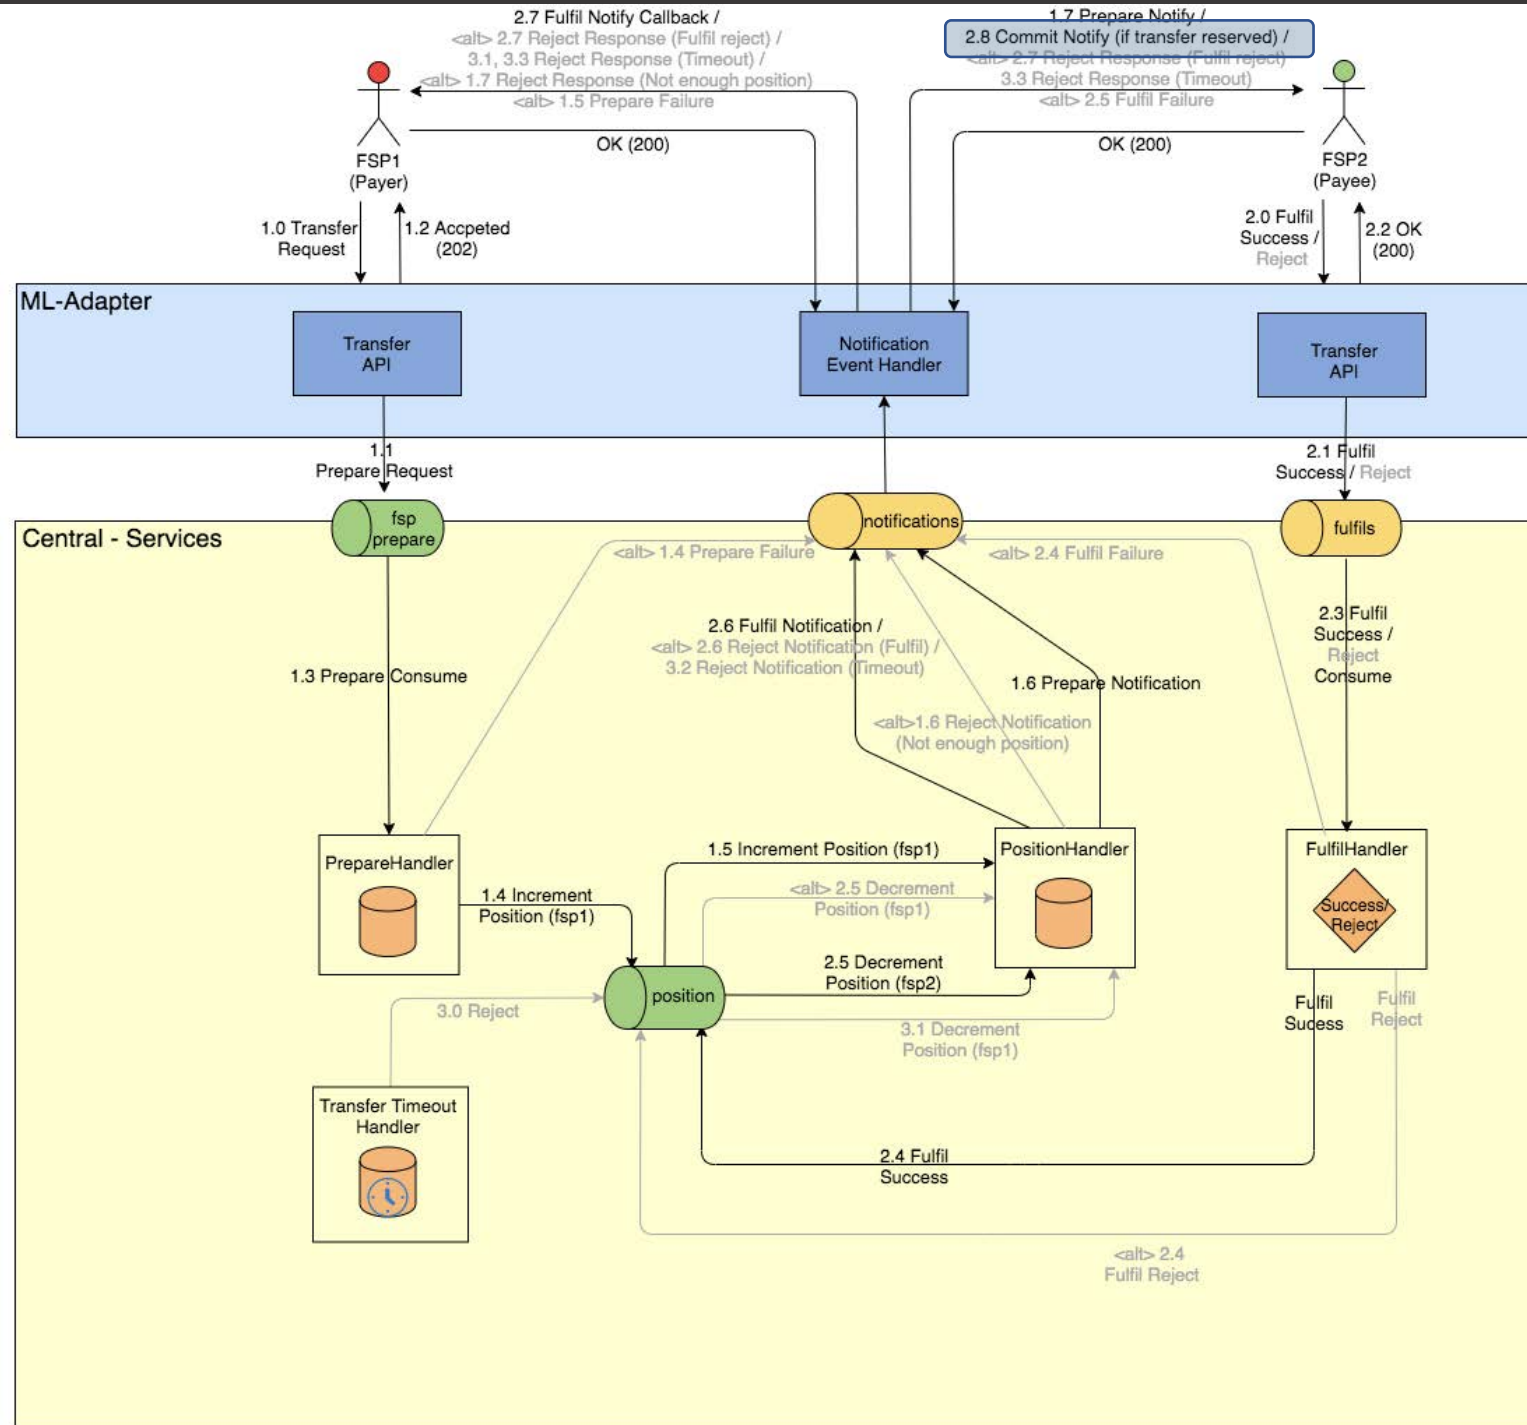 2.7 Fulfil Notify Callback /
<alt> 2.7 Reject Response (Fulfil reject) /
3.1, 3.3 Reject Response (Timeout) /
<alt> 1.7 Reject Response (Not enough position)
<alt> 1.5 Prepare Failure
1.7 Prepare Notify /
2.8 Commit Notify (if transfer reserved) /
<alt> 2.7 Reject Response (Fulfil reject)
3.3 Reject Response (Timeout)
<alt> 2.5 Fulfil Failure
OK (200)
OK (200)
FSP1
(Payer)
FSP2
(Payee)
1.0 Transfer
Request
1.2 Accpeted
(202)
2.0 Fulfil
Success /
Reject
2.2 OK
(200)
ML-Adapter
Transfer
API
Notification
Event Handler
Transfer
API
1.1
Prepare Request
2.1 Fulfil
Success / Reject
Central - Services
fsp
prepare
notifications
fulfils
<alt> 1.4 Prepare Failure
<alt> 2.4 Fulfil Failure
2.6 Fulfil Notification /
<alt> 2.6 Reject Notification (Fulfil) /
3.2 Reject Notification (Timeout)
2.3 Fulfil
Success /
Reject
Consume
1.3 Prepare Consume
1.6 Prepare Notification
<alt>1.6 Reject Notification
(Not enough position)
PrepareHandler
1.4 Increment
Position (fsp1)
1.5 Increment Position (fsp1)
<alt> 2.5 Decrement
Position (fsp1)
PositionHandler
FulfilHandler
Success/
Reject
2.5 Decrement
Position (fsp2)
position
3.0 Reject
3.1 Decrement
Position (fsp1)
Fulfil
Sucess
Fulfil
Reject
Transfer Timeout
Handler
2.4 Fulfil
Success
<alt> 2.4
Fulfil Reject